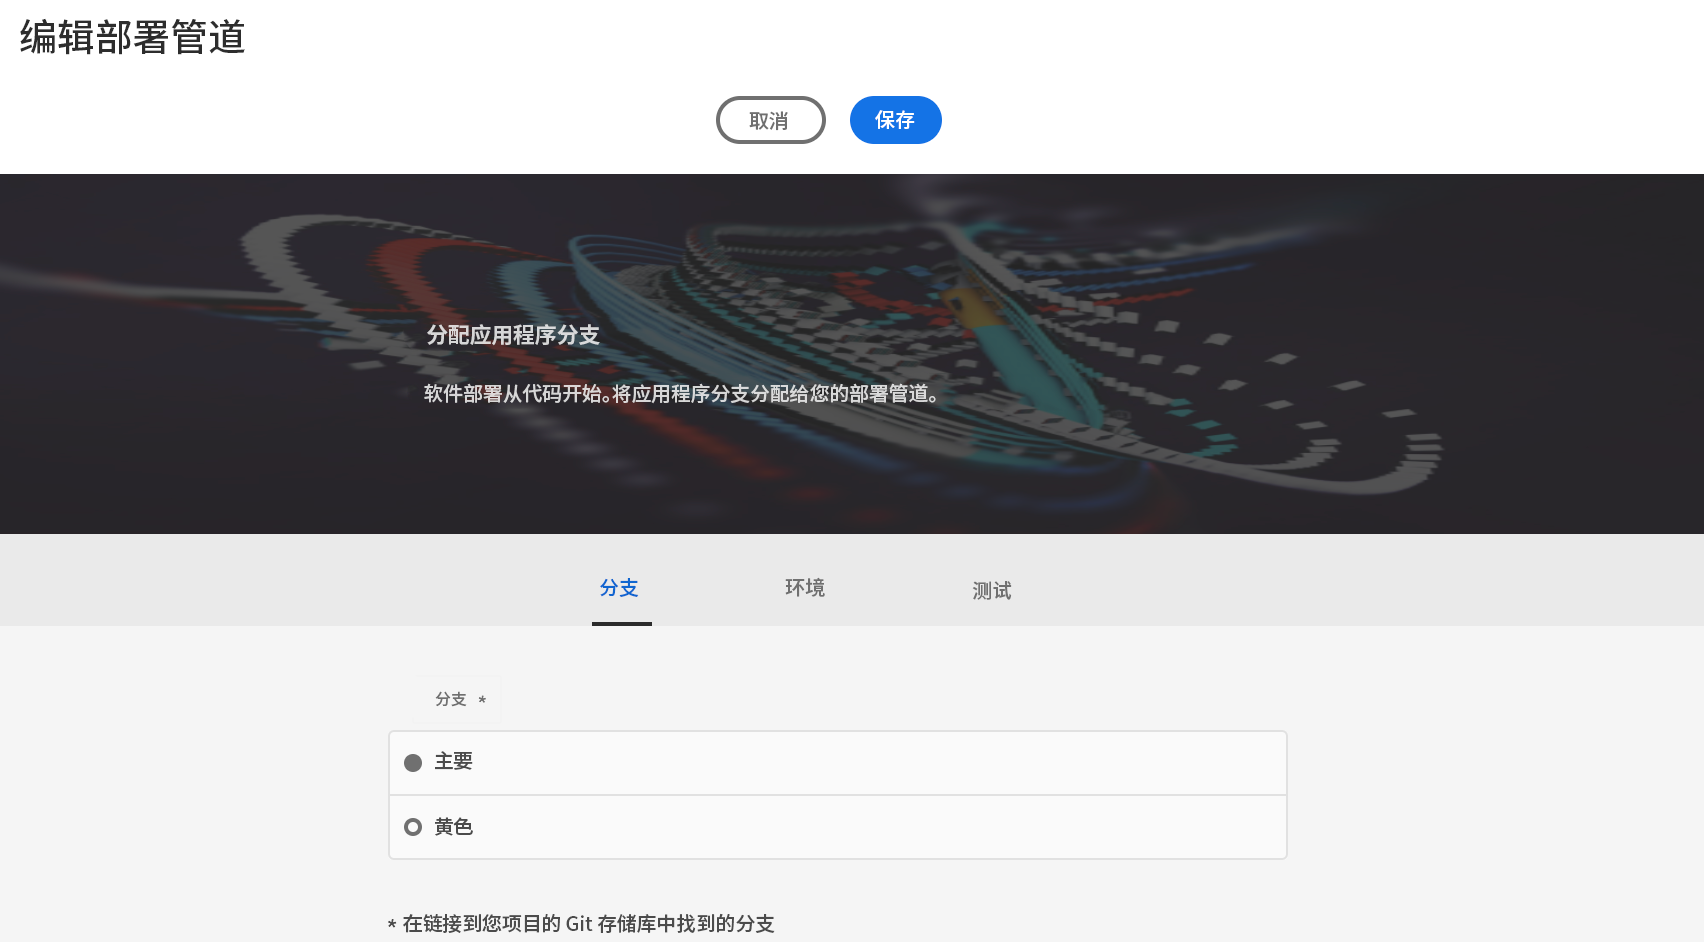 编辑部署管道
取消
保存
分配应用程序分支
软件部署从代码开始。将应用程序分支分配给您的部署管道。
分支
环境
测试
分支 *
主要
黄色
* 在链接到您项目的 Git 存储库中找到的分支